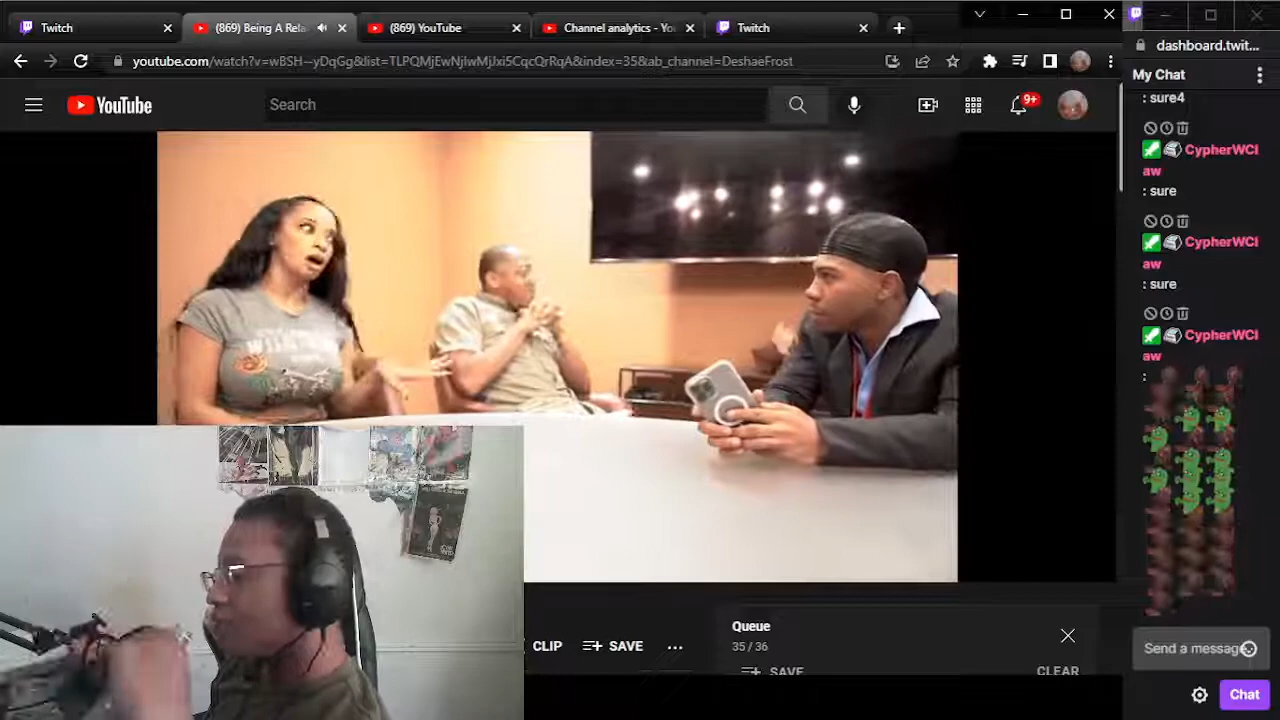 Twitch
(869) Being A Rela
(869) YouTube
Channel analytics - Yo
Twitch
youtube.com/watch?v=wBSH--yDqGg&list=TLPQMjEwNjIwMjJxi5CqcQrRqA&index=35&ab_channel=DeshaeFrost
dashboard.twit...
YouTube
Search
9+
My Chat
: sure4
CypherWCl
aw
: sure
CypherWCl
aw
: sure
CypherWCl
aw
:
CLIP
SAVE
...
Queue
35 / 36
SAVE
CLEAR
Send a message
Chat